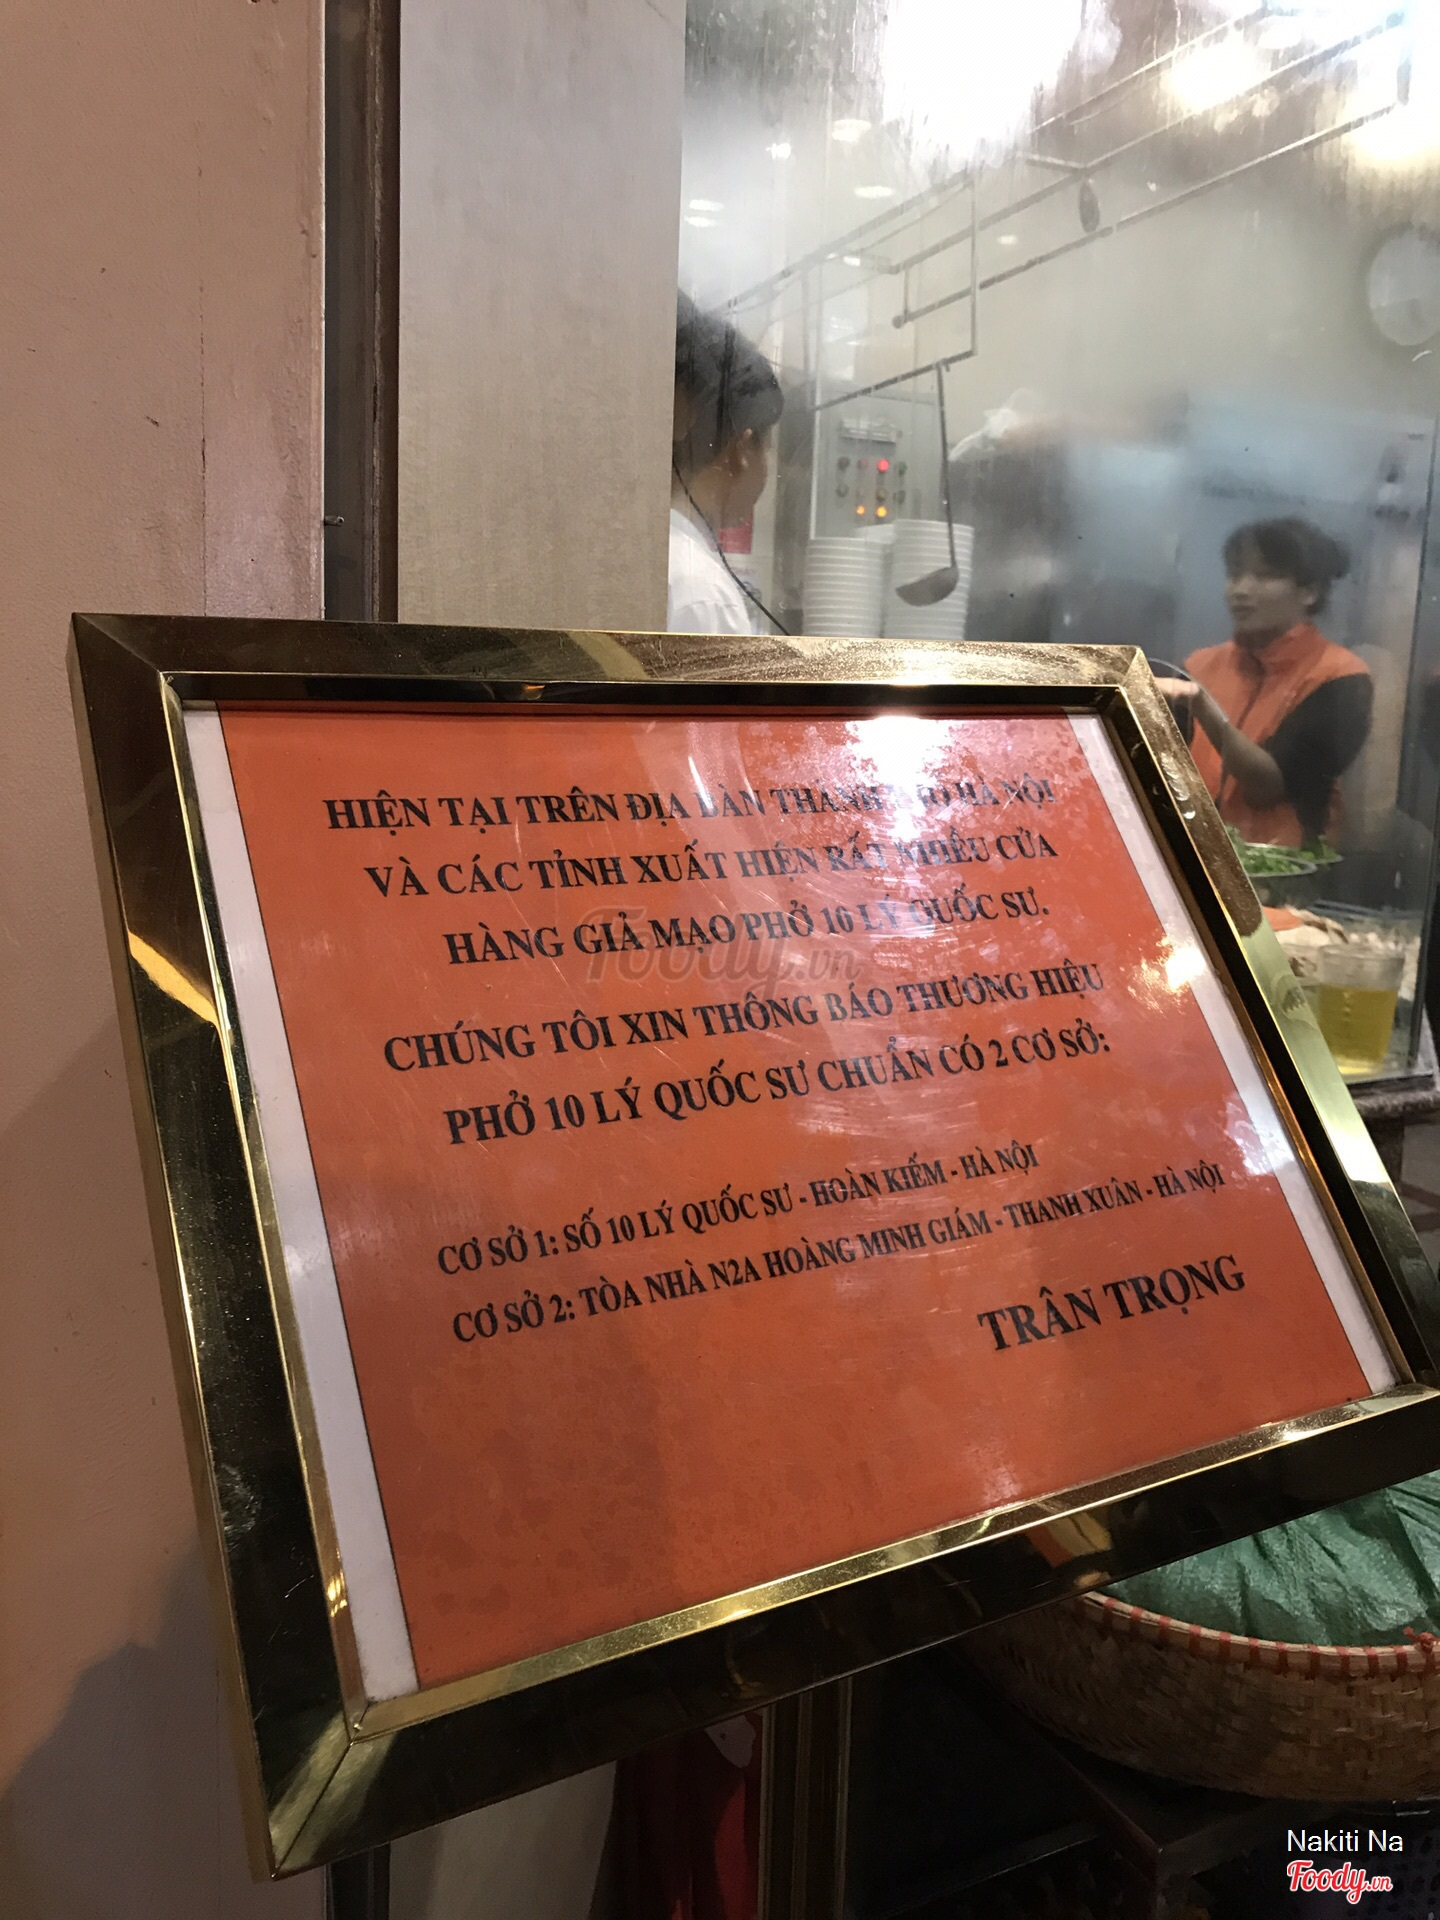 HIỆN TẠI TRÊN ĐỊA BÀN THÀNH PHỐ HÀ NỘI
VÀ CÁC TỈNH XUẤT HIỆN RẤT NHIỀU CỬA
HÀNG GIẢ MẠO PHỞ 10 LÝ QUỐC SƯ.
CHÚNG TÔI XIN THÔNG BÁO THƯƠNG HIỆU
PHỞ 10 LÝ QUỐC SƯ CHUẨN CÓ 2 CƠ SỞ:
CƠ SỞ 1: SỐ 10 LÝ QUỐC SƯ - HOÀN KIẾM - HÀ NỘI
CƠ SỞ 2: TÒA NHÀ N2A HOÀNG MINH GIÁM - THANH XUÂN - HÀ NỘI
TRÂN TRỌNG
Foody.vn
Nakiti Na
Foody.vn